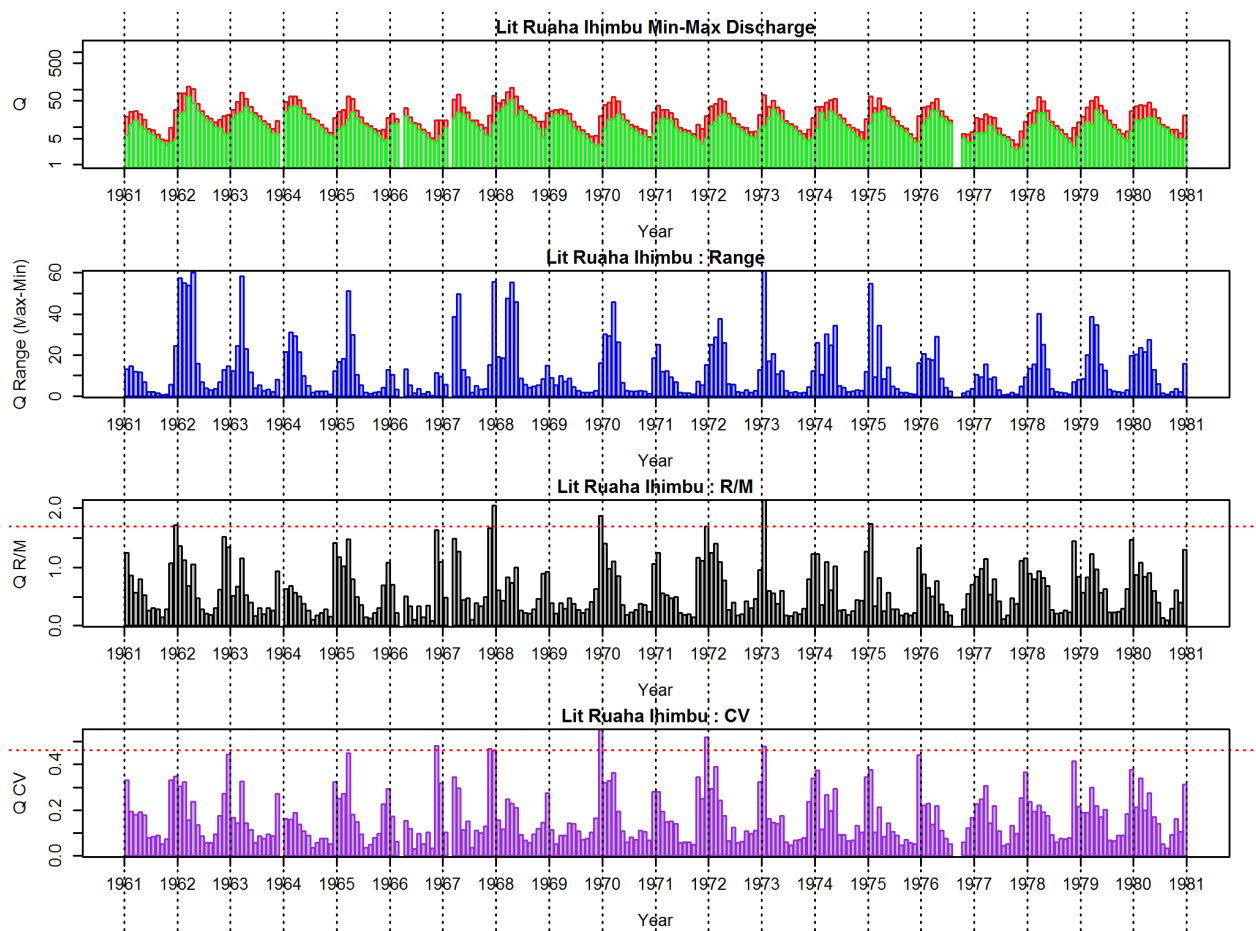 Lit Ruaha Ihimbu Min-Max Discharge
Q
500
50
5
1
1961 1962 1963 1964 1965 1966 1967 1968 1969 1970 1971 1972 1973 1974 1975 1976 1977 1978 1979 1980 1981
Year
Lit Ruaha Ihimbu : Range
Q Range (Max-Min)
60
40
20
0
1961 1962 1963 1964 1965 1966 1967 1968 1969 1970 1971 1972 1973 1974 1975 1976 1977 1978 1979 1980 1981
Year
Lit Ruaha Ihimbu : R/M
Q R/M
2.0
1.0
0.0
1961 1962 1963 1964 1965 1966 1967 1968 1969 1970 1971 1972 1973 1974 1975 1976 1977 1978 1979 1980 1981
Year
Lit Ruaha Ihimbu : CV
Q CV
0.4
0.2
0.0
1961 1962 1963 1964 1965 1966 1967 1968 1969 1970 1971 1972 1973 1974 1975 1976 1977 1978 1979 1980 1981
Year